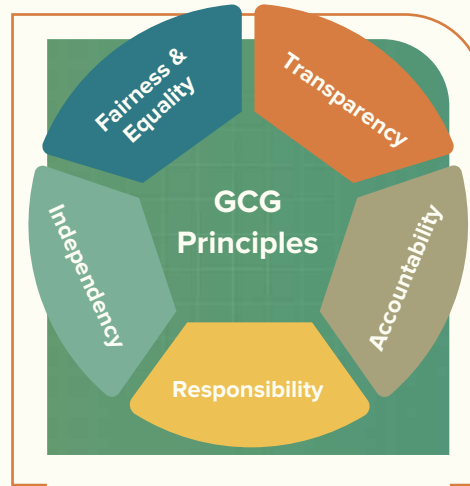 GCG
Principles
Transparency
Accountability
Responsibility
Independency
Fairness &
Equality